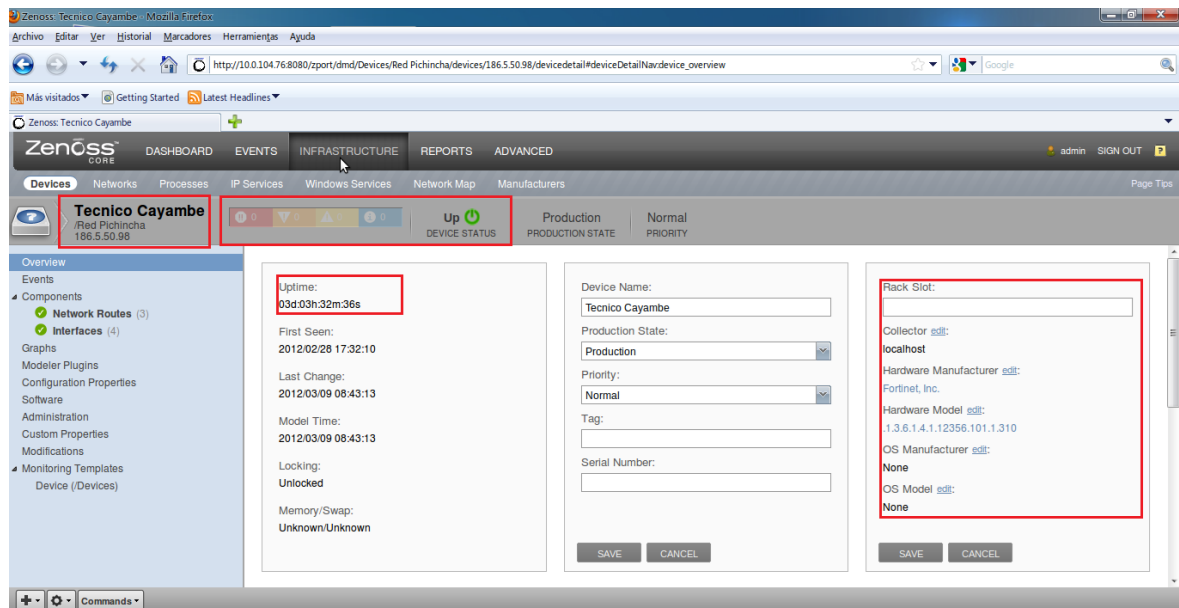 Zenoss: Tecnico Cayambe - Mozilla Firefox
Archivo Editar Ver Historial Marcadores Herramientas Ayuda
http://10.0.104.76:8080/zport/dmd/Devices/Red Pichincha/devices/186.5.50.98/devicedetail#deviceDetailNav:device_overview
Google
Más visitados Getting Started Latest Headlines
Zenoss: Tecnico Cayambe
Zenoss CORE DASHBOARD EVENTS INFRASTRUCTURE REPORTS ADVANCED admin SIGN OUT ?
Devices Networks Processes IP Services Windows Services Network Map Manufacturers Page Tips
Tecnico Cayambe
/Red Pichincha
186.5.50.98
0 0 0
Up
DEVICE STATUS
Production
PRODUCTION STATE
Normal
PRIORITY
Overview
Events
Components
Network Routes (3)
Interfaces (4)
Graphs
Modeler Plugins
Configuration Properties
Software
Administration
Custom Properties
Modifications
Monitoring Templates
Device (/Devices)
Uptime:
03d:03h:32m:36s
First Seen:
2012/02/28 17:32:10
Last Change:
2012/03/09 08:43:13
Model Time:
2012/03/09 08:43:13
Locking:
Unlocked
Memory/Swap:
Unknown/Unknown
Device Name:
Tecnico Cayambe
Production State:
Production
Priority:
Normal
Tag:
Serial Number:
SAVE CANCEL
Rack Slot:
Collector edit:
localhost
Hardware Manufacturer edit:
Fortinet, Inc.
Hardware Model edit:
.1.3.6.1.4.1.12356.101.1.310
OS Manufacturer edit:
None
OS Model edit:
None
SAVE CANCEL
Commands